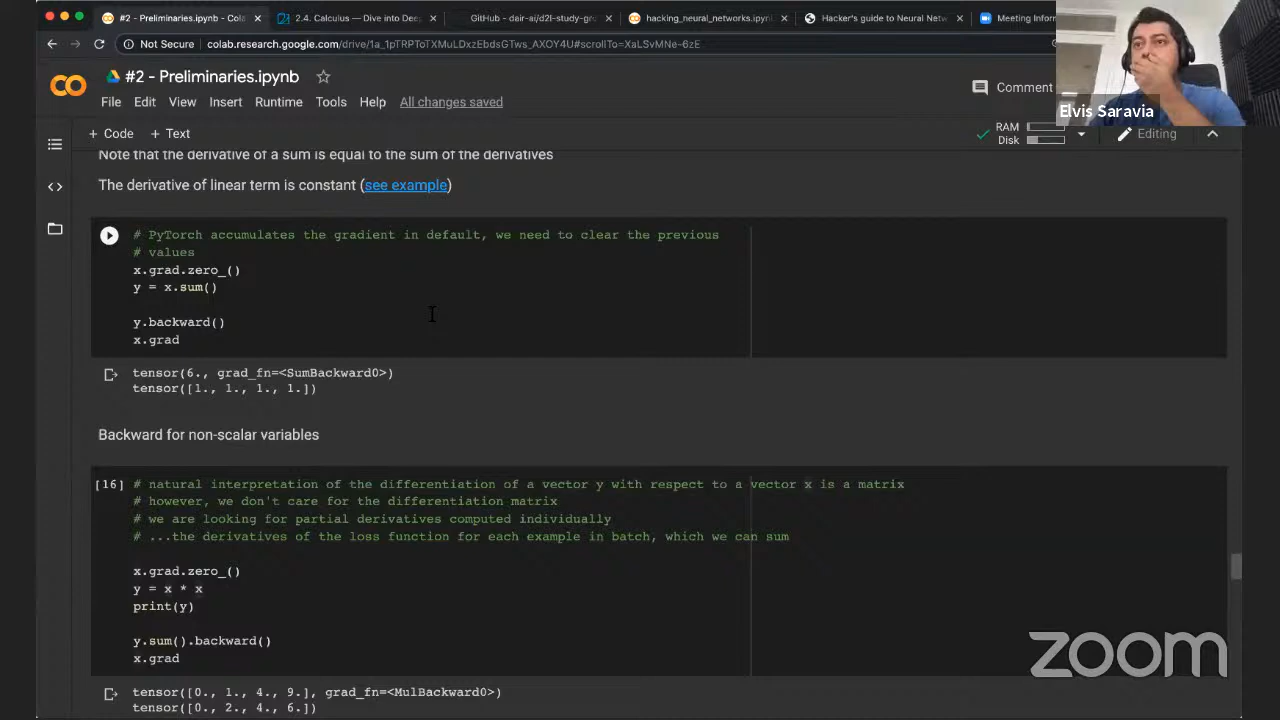 #2 - Preliminaries.ipynb - Cola
2.4. Calculus — Dive into Deep
GitHub - dair-ai/d2l-study-gro
hacking_neural_networks.ipynb
Hacker's guide to Neural Netw
Meeting Inform
Not Secure | colab.research.google.com/drive/1a_1pTRPToTXMuLDxzEbdsGTws_AXOY4U#scrollTo=XaLSvMNe-6zE
#2 - Preliminaries.ipynb
Comment
Elvis Saravia
File Edit View Insert Runtime Tools Help All changes saved
+ Code + Text
RAM
Disk
Editing
Note that the derivative of a sum is equal to the sum of the derivatives
The derivative of linear term is constant (see example)
# PyTorch accumulates the gradient in default, we need to clear the previous
# values
x.grad.zero_()
y = x.sum()
y.backward()
x.grad
tensor(6., grad_fn=<SumBackward0>)
tensor([1., 1., 1., 1.])
Backward for non-scalar variables
[16] # natural interpretation of the differentiation of a vector y with respect to a vector x is a matrix
# however, we don't care for the differentiation matrix
# we are looking for partial derivatives computed individually
# ...the derivatives of the loss function for each example in batch, which we can sum
x.grad.zero_()
y = x * x
print(y)
y.sum().backward()
x.grad
tensor([0., 1., 4., 9.], grad_fn=<MulBackward0>)
tensor([0., 2., 4., 6.])
zoom